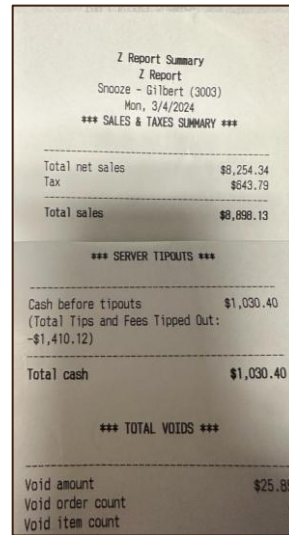 Z Report Summary
Z Report
Snooze - Gilbert (3003)
Mon, 3/4/2024
*** SALES & TAXES SUMMARY ***
Total net sales $8,254.34
Tax $643.79
Total sales $8,898.13
*** SERVER TIPOUTS ***
Cash before tipouts $1,030.40
(Total Tips and Fees Tipped Out:
-$1,410.12)
Total cash $1,030.40
*** TOTAL VOIDS ***
Void amount $25.85
Void order count
Void item count